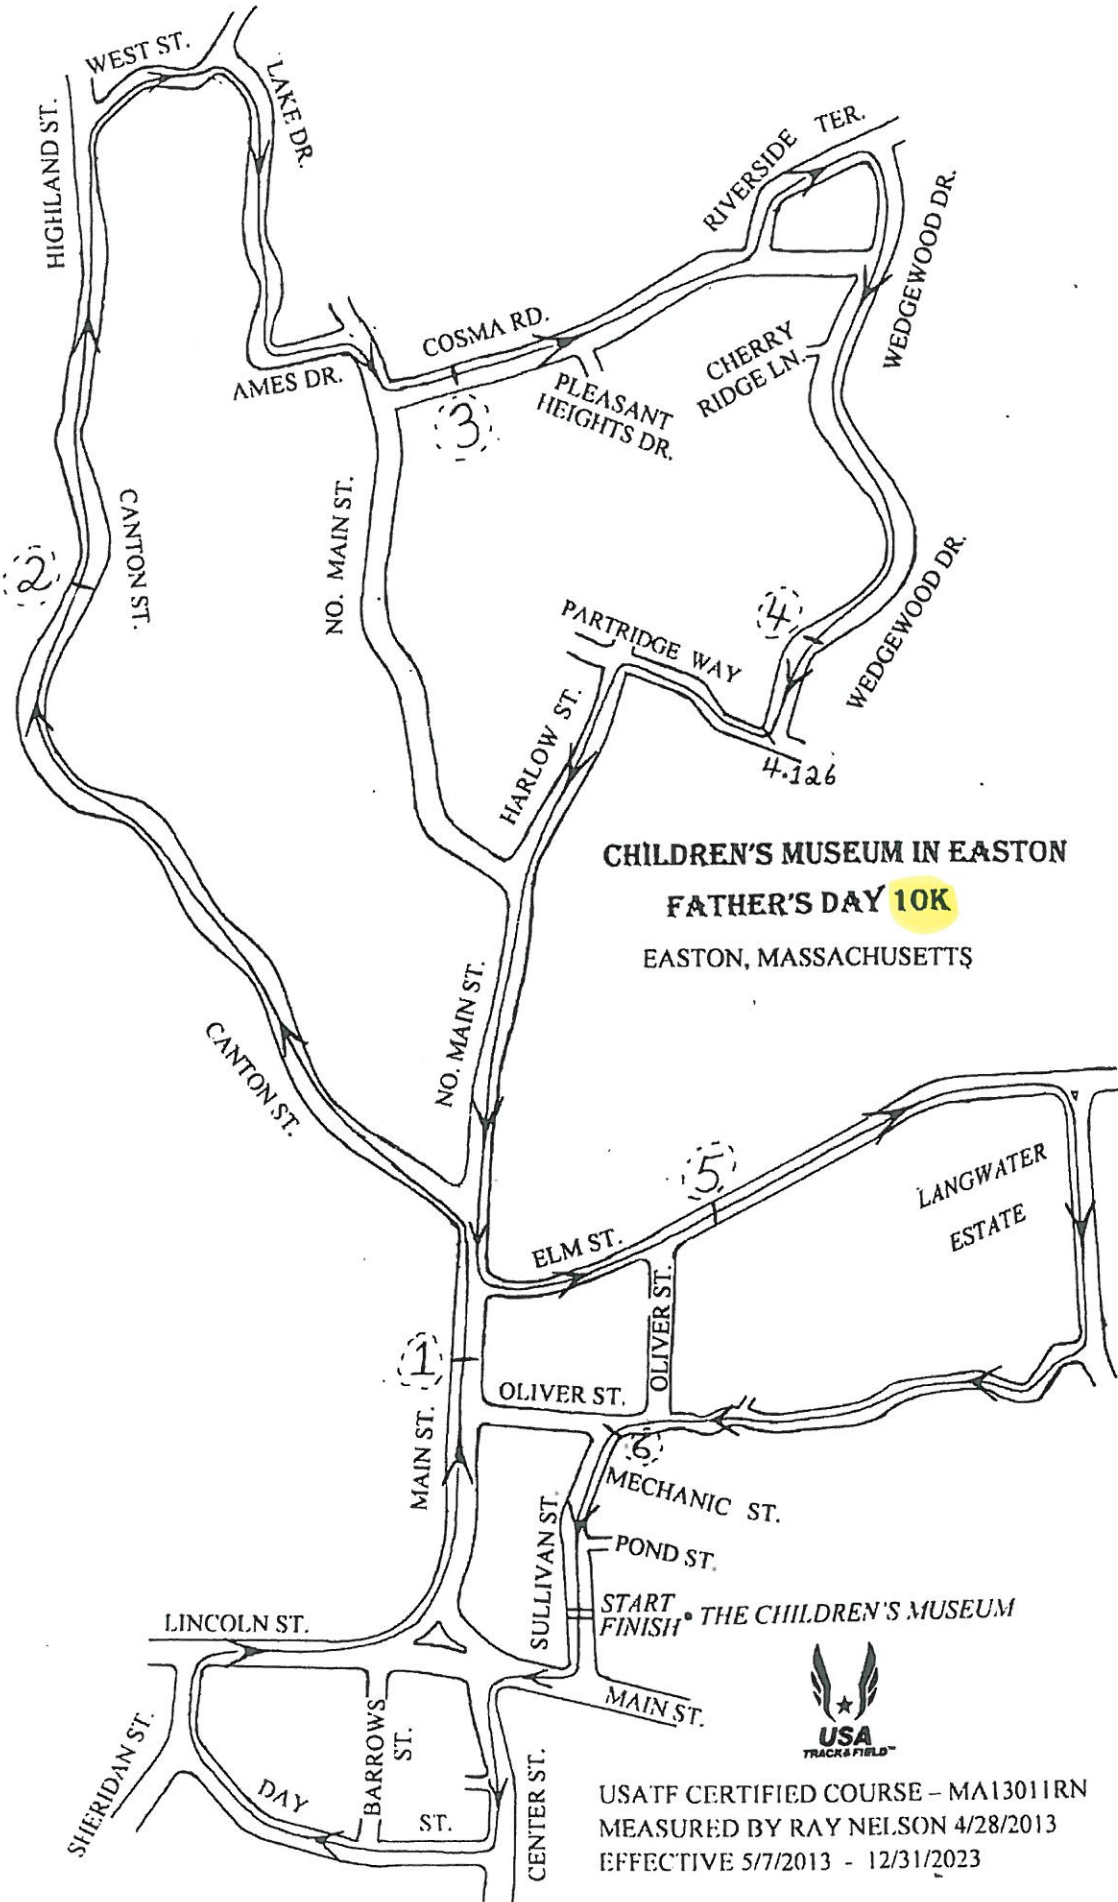 WEST ST.
LAKE DR.
HIGHLAND ST.
RIVERSIDE TER.
WEDGEWOOD DR.
COSMA RD.
AMES DR.
CHERRY
RIDGE LN.
PLEASANT
HEIGHTS DR.
3
CANTON ST.
NO. MAIN ST.
2
PARTRIDGE WAY
4
WEDGEWOOD DR.
HARLOW ST.
4.126
CHILDREN'S MUSEUM IN EASTON
FATHER'S DAY 10K
EASTON, MASSACHUSETTS
NO. MAIN ST.
CANTON ST.
5
LANGWATER
ESTATE
ELM ST.
OLIVER ST.
1
OLIVER ST.
MAIN ST.
6
MECHANIC ST.
SULLIVAN ST.
POND ST.
START
FINISH • THE CHILDREN'S MUSEUM
LINCOLN ST.
MAIN ST.
SHERIDAN ST.
BARROWS
ST.
DAY ST.
CENTER ST.
USA
TRACK & FIELD™
USATF CERTIFIED COURSE – MA13011RN
MEASURED BY RAY NELSON 4/28/2013
EFFECTIVE 5/7/2013 - 12/31/2023